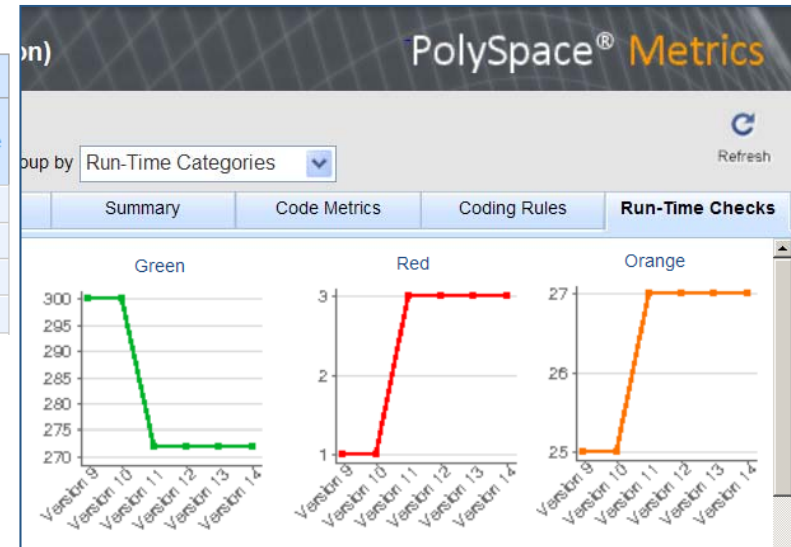 on)
PolySpace® Metrics
oup by Run-Time Categories
Refresh
Summary Code Metrics Coding Rules Run-Time Checks
Green
300
295
290
285
280
275
270
Version 9 Version 10 Version 11 Version 12 Version 13 Version 14
Red
3
2
1
Version 9 Version 10 Version 11 Version 12 Version 13 Version 14
Orange
27
26
25
Version 9 Version 10 Version 11 Version 12 Version 13 Version 14